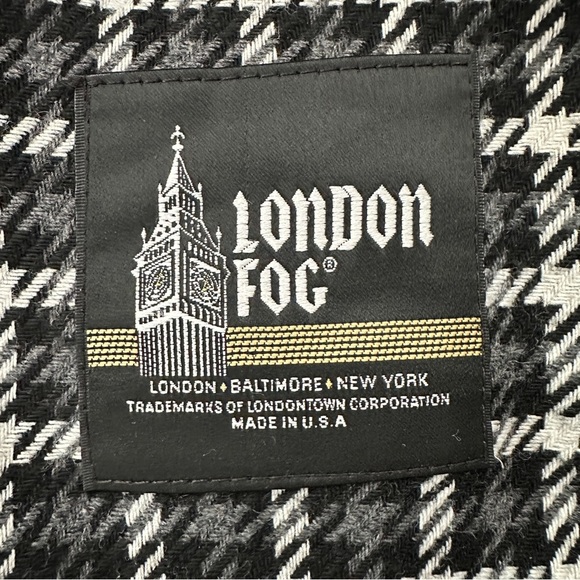 LONDON
FOG®
LONDON ♦ BALTIMORE ♦ NEW YORK
TRADEMARKS OF LONDONTOWN CORPORATION
MADE IN U.S.A